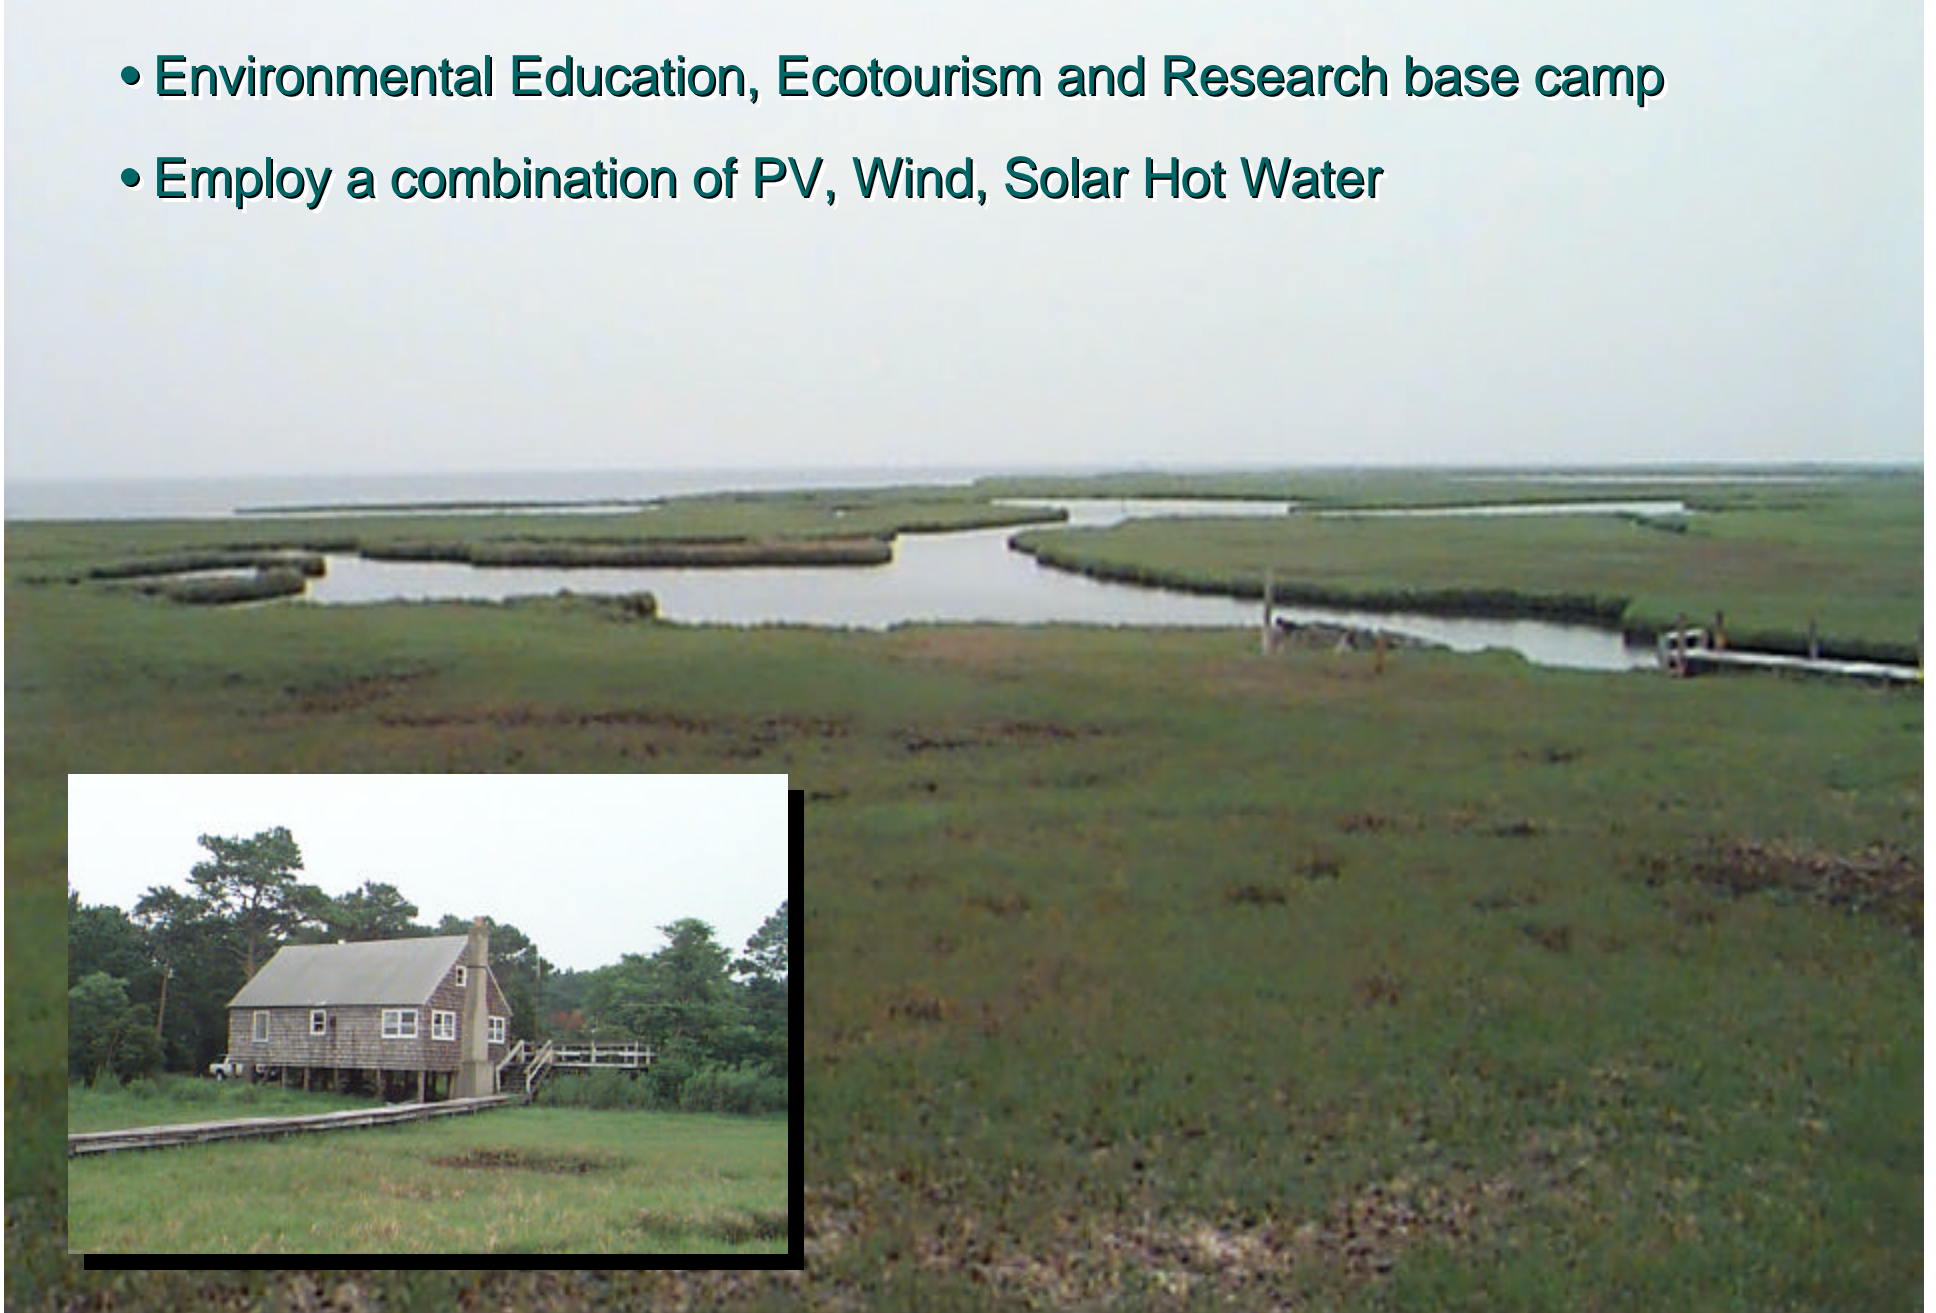 • Environmental Education, Ecotourism and Research base camp
• Employ a combination of PV, Wind, Solar Hot Water